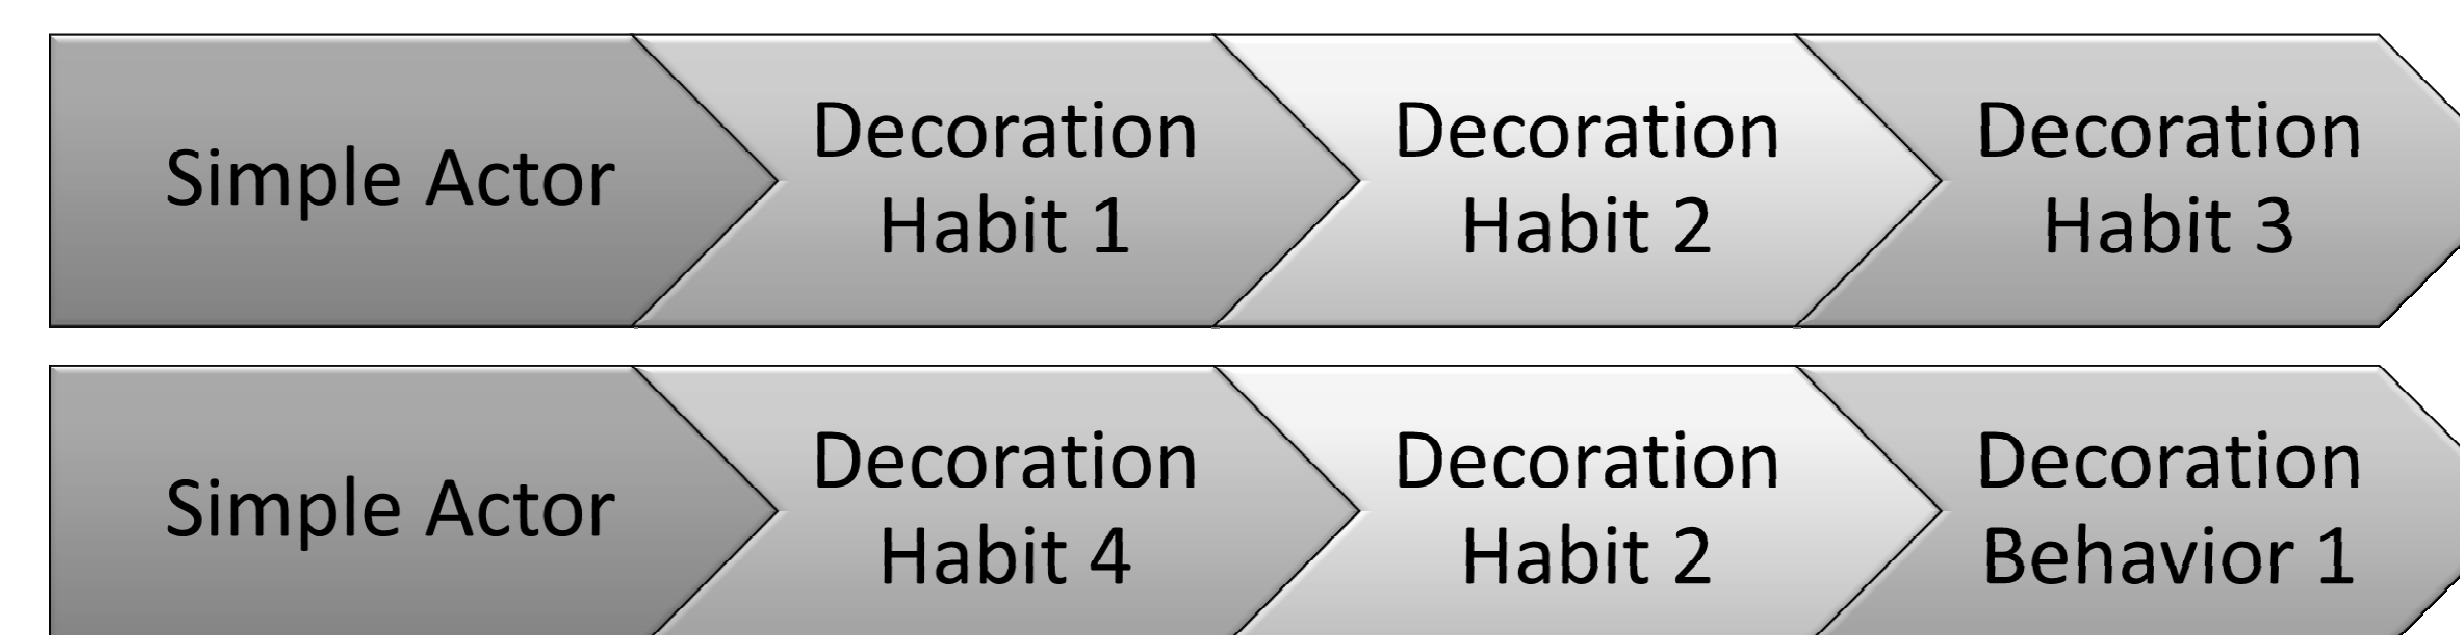 Simple Actor
Decoration
Habit 1
Decoration
Habit 2
Decoration
Habit 3
Simple Actor
Decoration
Habit 4
Decoration
Habit 2
Decoration
Behavior 1